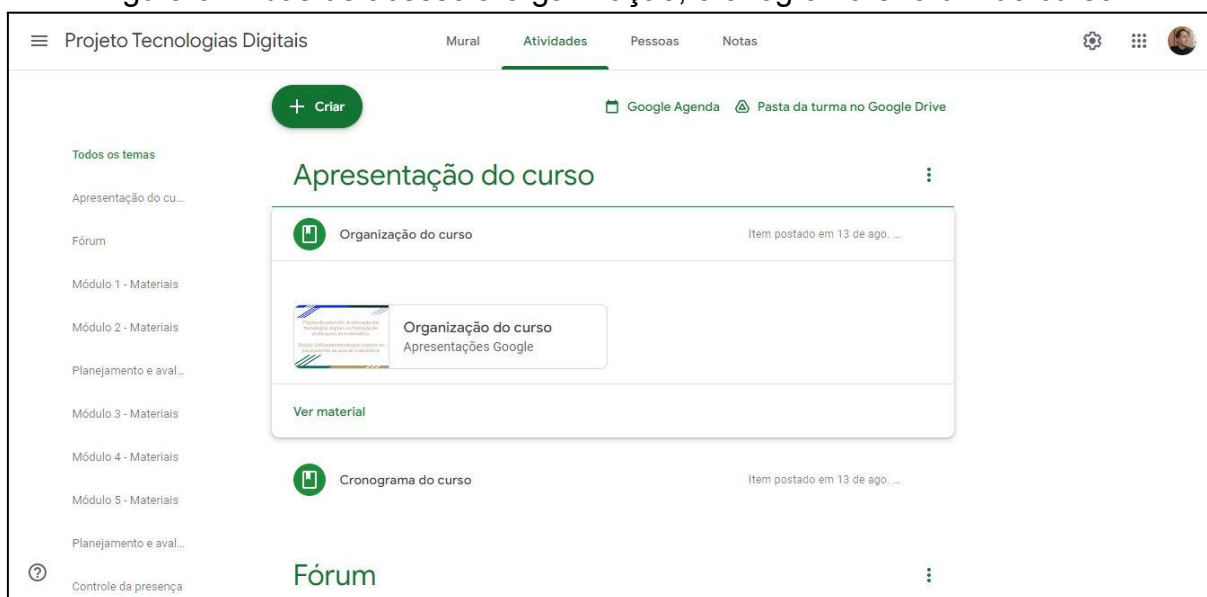 Projeto Tecnologias Digitais
Mural
Atividades
Pessoas
Notas
+ Criar
Google Agenda
Pasta da turma no Google Drive
Todos os temas
Apresentação do cu...
Fórum
Módulo 1 - Materiais
Módulo 2 - Materiais
Planejamento e aval...
Módulo 3 - Materiais
Módulo 4 - Materiais
Módulo 5 - Materiais
Planejamento e aval...
Controle da presença
Apresentação do curso
Organização do curso
Item postado em 13 de ago. ...
Organização do curso
Apresentações Google
Ver material
Cronograma do curso
Item postado em 13 de ago. ...
Fórum